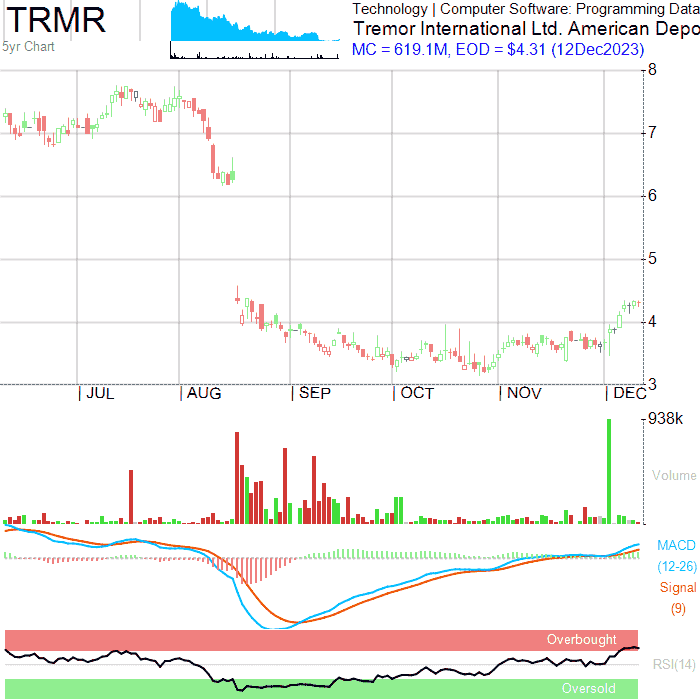 TRMR
5yr Chart
Technology | Computer Software: Programming Data
Tremor International Ltd. American Depo
MC = 619.1M, EOD = $4.31 (12Dec2023)
8
7
6
5
4
3
JUL
AUG
SEP
OCT
NOV
DEC
938k
Volume
MACD
(12-26)
Signal
(9)
Overbought
RSI(14)
Oversold